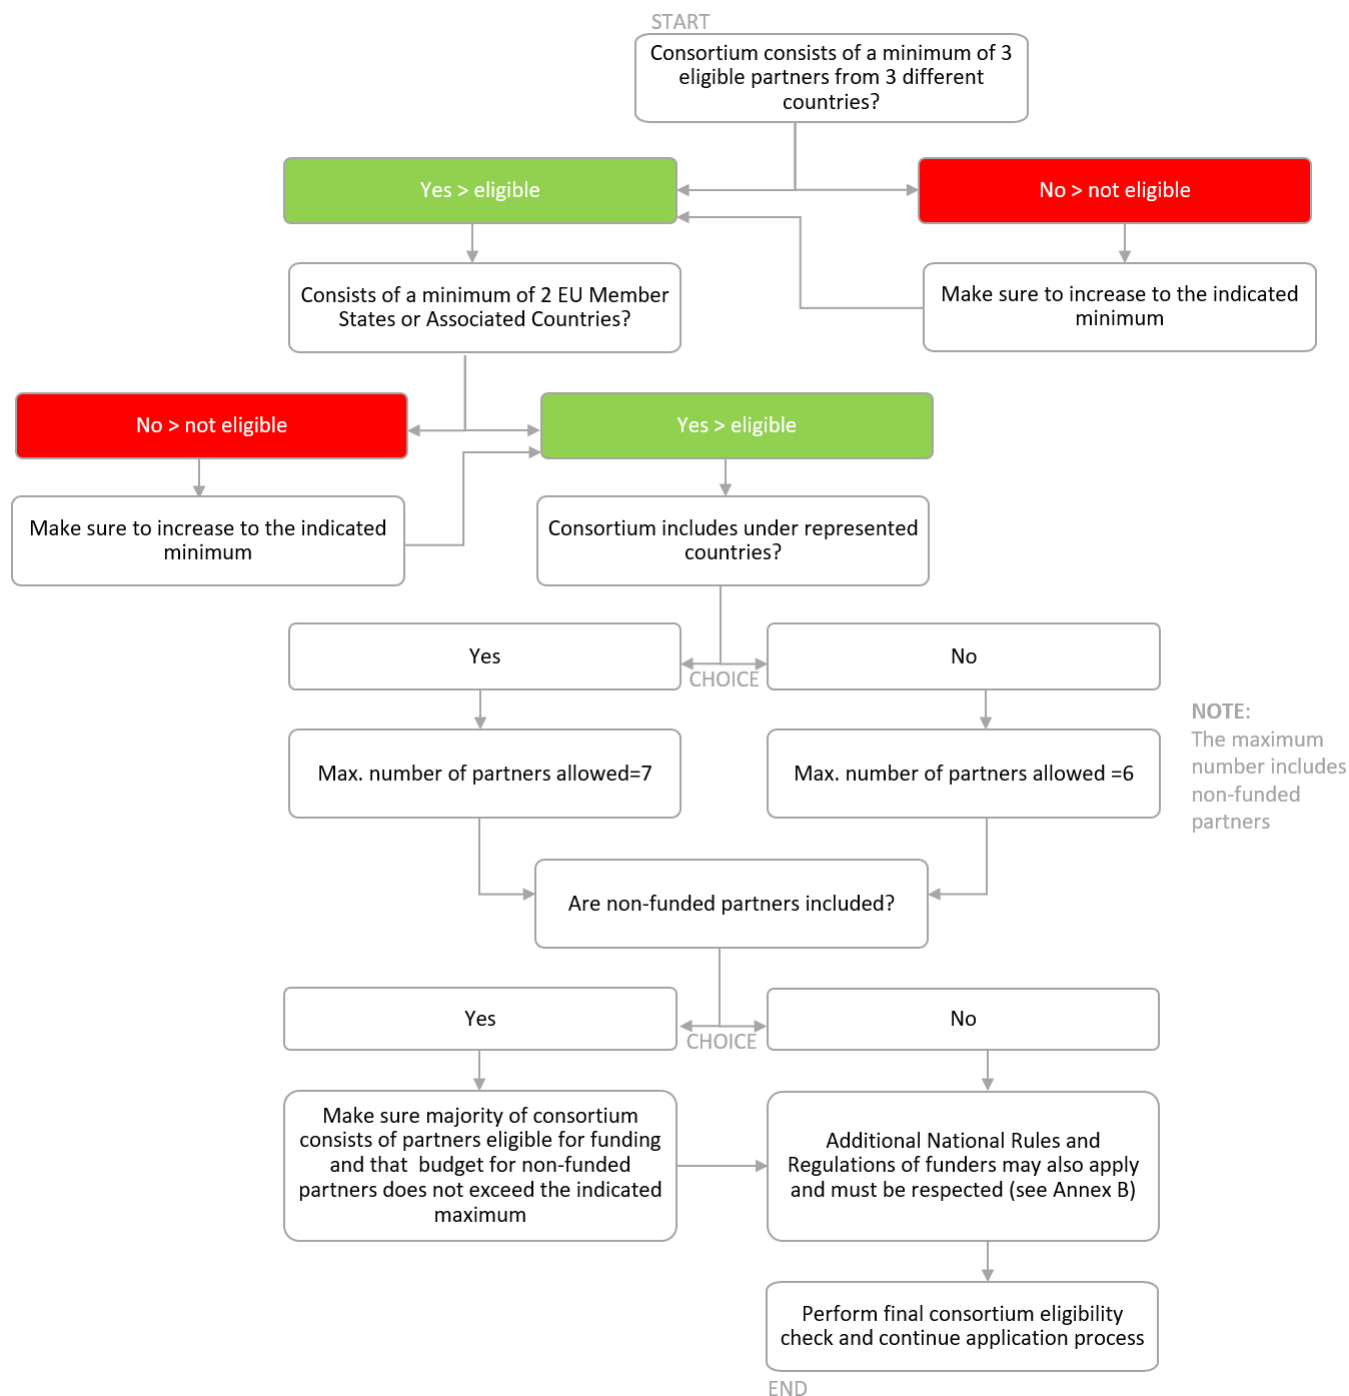 START
Consortium consists of a minimum of 3
eligible partners from 3 different
countries?
Yes > eligible
No > not eligible
Consists of a minimum of 2 EU Member
States or Associated Countries?
Make sure to increase to the indicated
minimum
No > not eligible
Yes > eligible
Make sure to increase to the indicated
minimum
Consortium includes under represented
countries?
Yes
No
CHOICE
Max. number of partners allowed=7
Max. number of partners allowed =6
NOTE:
The maximum
number includes
non-funded
partners
Are non-funded partners included?
Yes
No
CHOICE
Make sure majority of consortium
consists of partners eligible for funding
and that budget for non-funded
partners does not exceed the indicated
maximum
Additional National Rules and
Regulations of funders may also apply
and must be respected (see Annex B)
Perform final consortium eligibility
check and continue application process
END